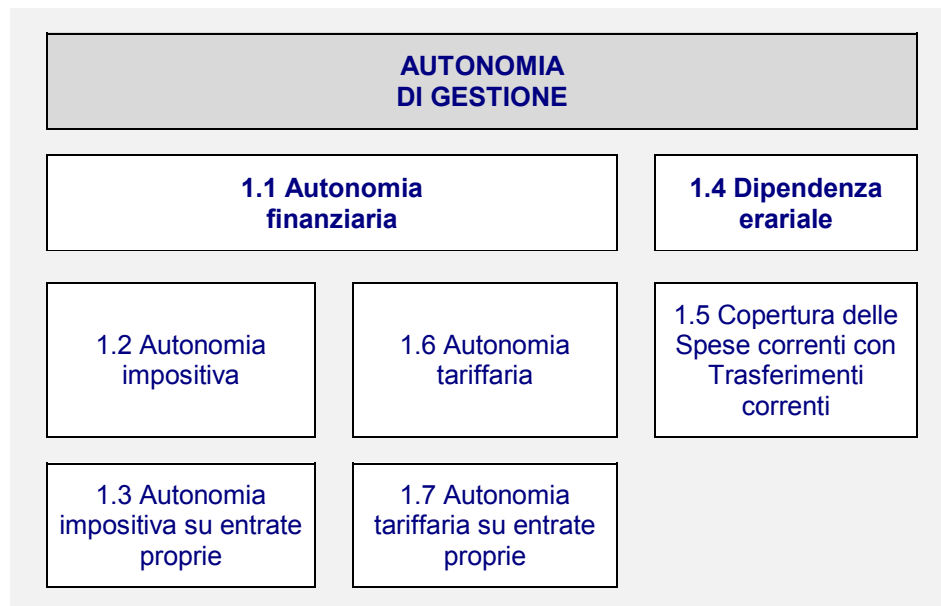 AUTONOMIA
DI GESTIONE
1.1 Autonomia
finanziaria
1.4 Dipendenza
erariale
1.2 Autonomia
impositiva
1.6 Autonomia
tariffaria
1.5 Copertura delle
Spese correnti con
Trasferimenti
correnti
1.3 Autonomia
impositiva su entrate
proprie
1.7 Autonomia
tariffaria su entrate
proprie